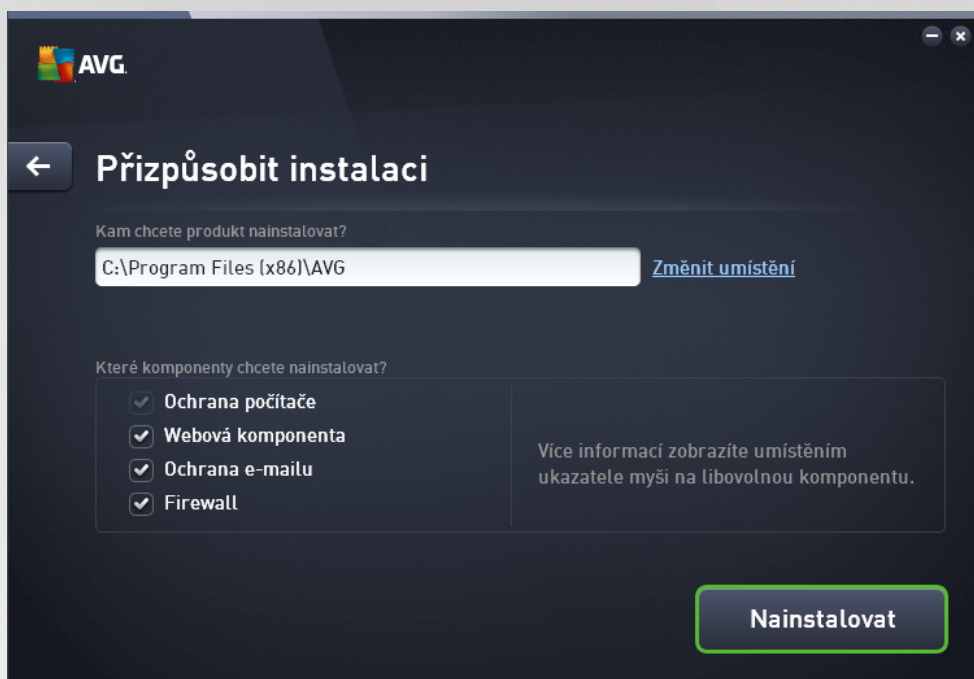 AVG.
Přizpůsobit instalaci
Kam chcete produkt nainstalovat?
C:\Program Files (x86)\AVG
Změnit umístění
Které komponenty chcete nainstalovat?
Ochrana počítače
Webová komponenta
Ochrana e-mailu
Firewall
Více informací zobrazíte umístěním
ukazatele myši na libovolnou komponentu.
Nainstalovat